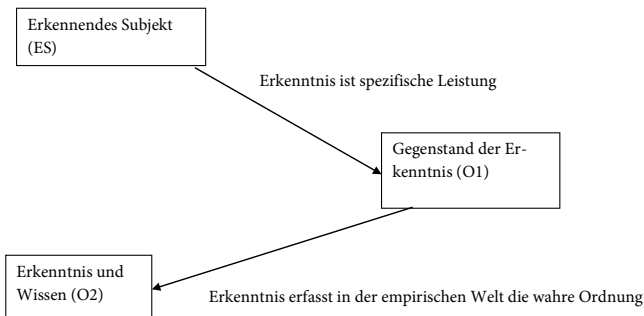 Erkennendes Subjekt
(ES)
Erkenntnis ist spezifische Leistung
Gegenstand der Er-
kenntnis (O1)
Erkenntnis und
Wissen (O2)
Erkenntnis erfasst in der empirischen Welt die wahre Ordnung